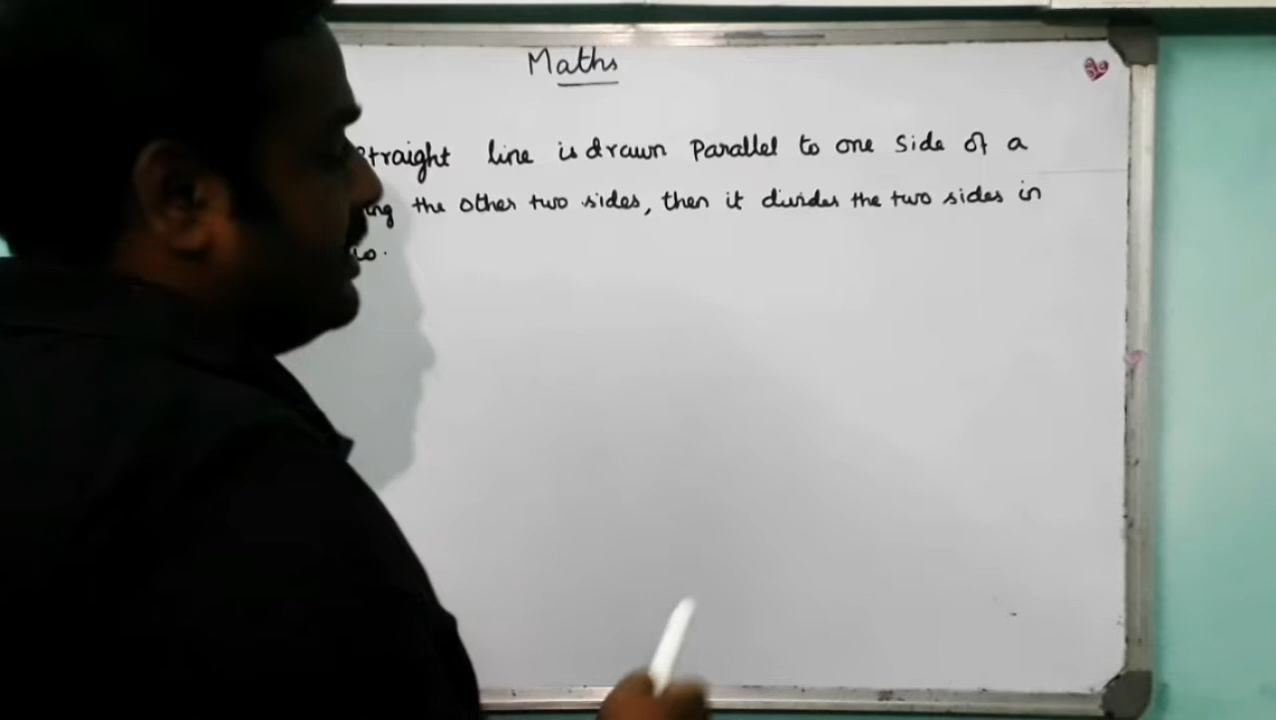 Maths
straight line is drawn parallel to one side of a
the other two sides, then it divides the two sides in